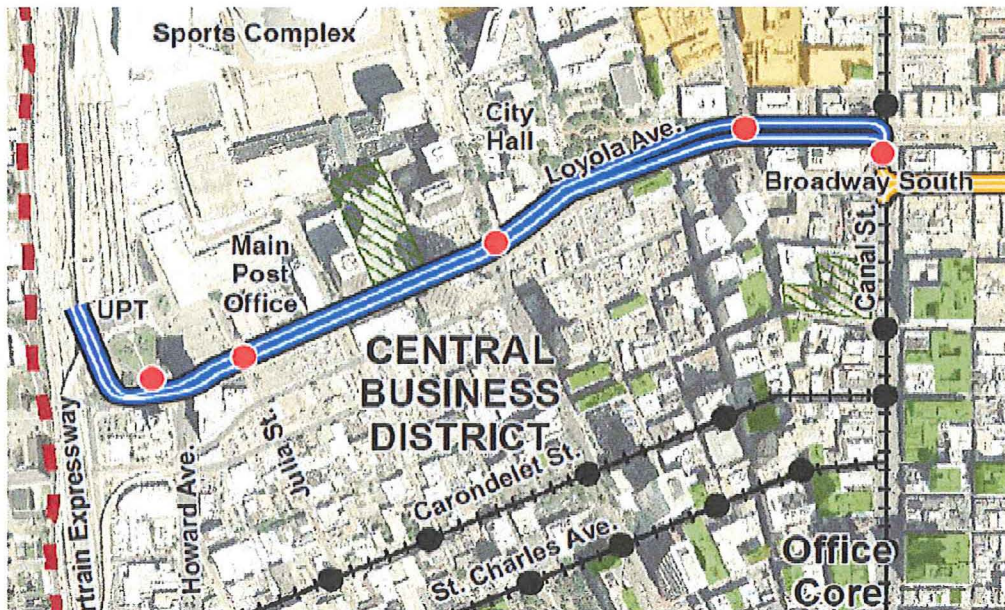 Sports Complex
City
Hall
Loyola Ave.
Broadway South
Canal St.
Main
Post
Office
UPT
CENTRAL
BUSINESS
DISTRICT
Julia St.
Carondelet St.
Howard Ave.
St. Charles Ave.
Expressway
Office
Core